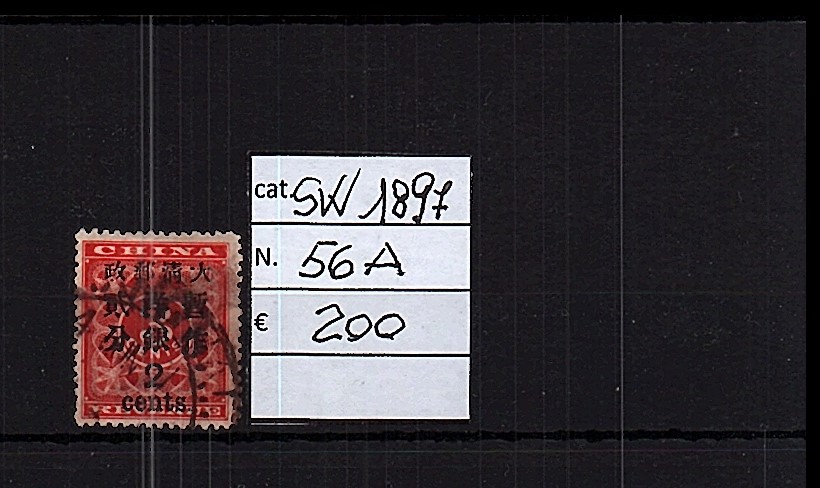 CHINA
政郵清大
貳洋暫
分銀作
2
cents.
cat. SW 1897
N. 56A
€ 200